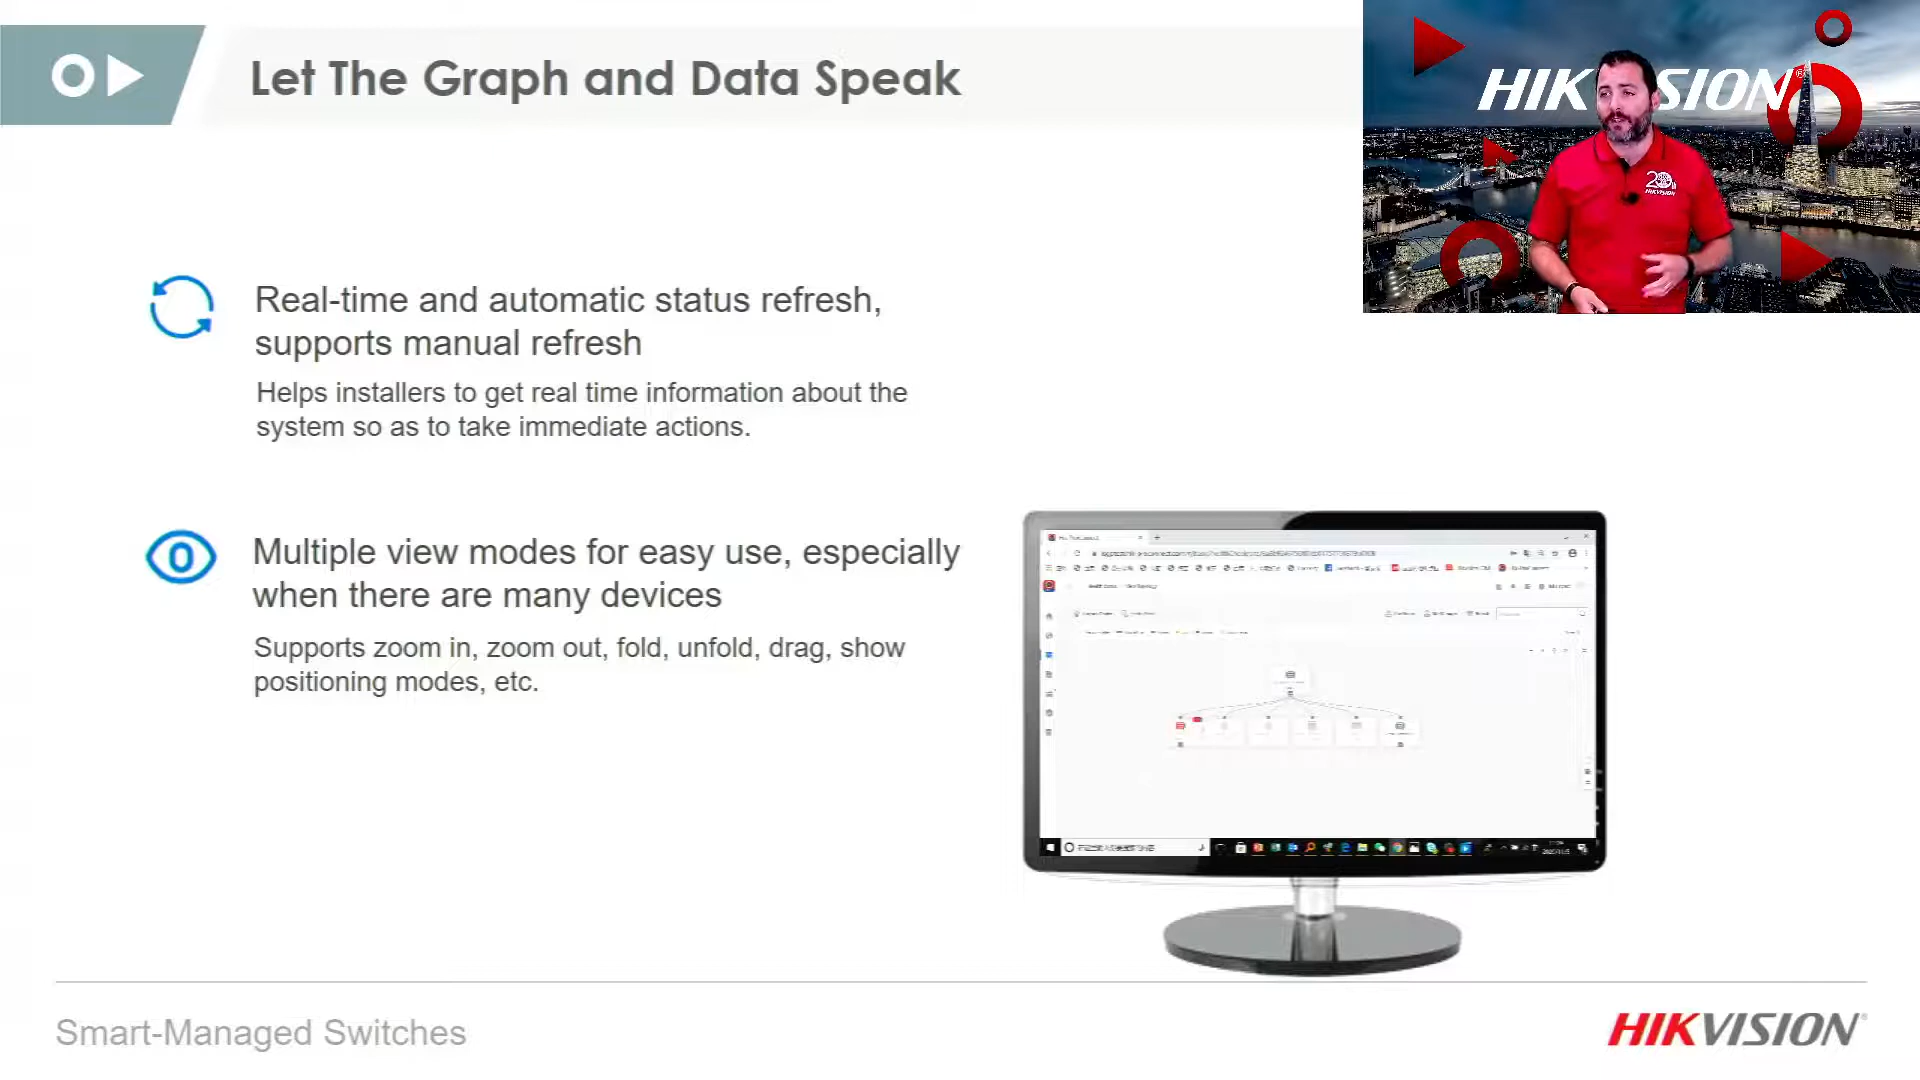 Let The Graph and Data Speak
HIKVISION®
20
HIKVISION
Real-time and automatic status refresh,
supports manual refresh
Helps installers to get real time information about the
system so as to take immediate actions.
Multiple view modes for easy use, especially
when there are many devices
Supports zoom in, zoom out, fold, unfold, drag, show
positioning modes, etc.
Smart-Managed Switches
HIKVISION®